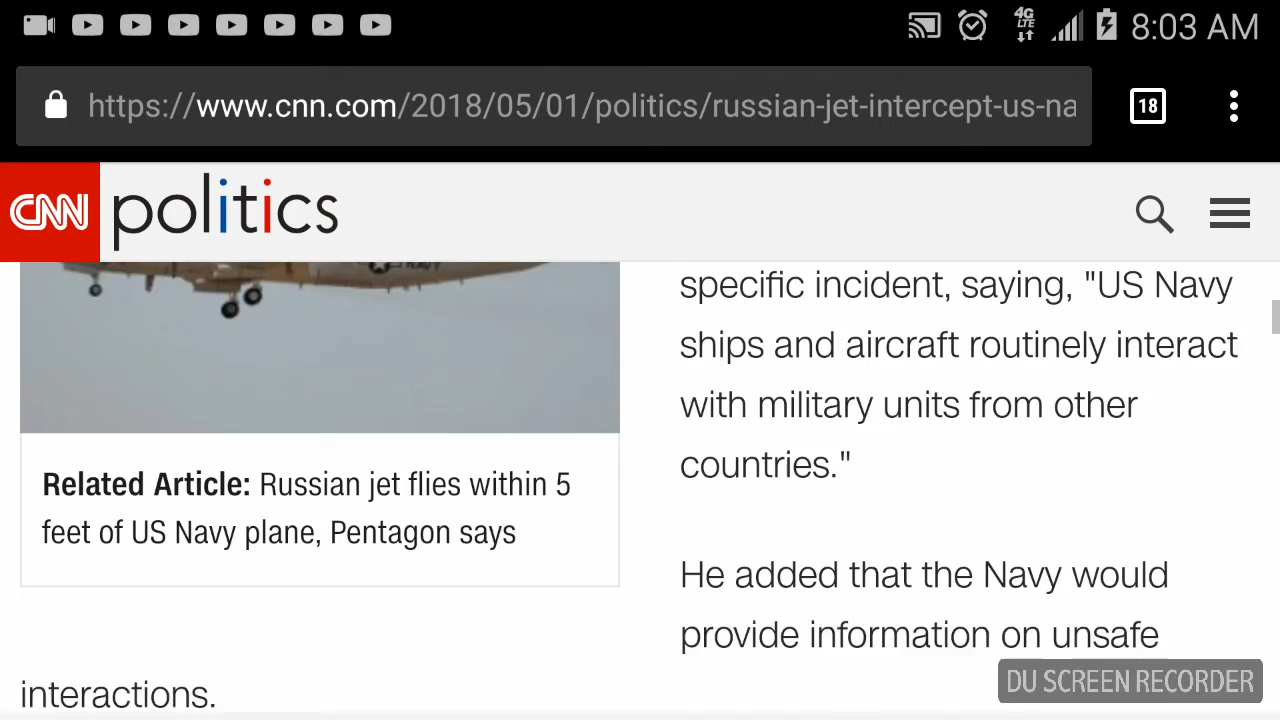 4G
LTE
8:03 AM
https://www.cnn.com/2018/05/01/politics/russian-jet-intercept-us-na
18
CNN politics
NAVY
specific incident, saying, "US Navy
ships and aircraft routinely interact
with military units from other
countries."
Related Article: Russian jet flies within 5
feet of US Navy plane, Pentagon says
He added that the Navy would
provide information on unsafe
interactions.
DU SCREEN RECORDER